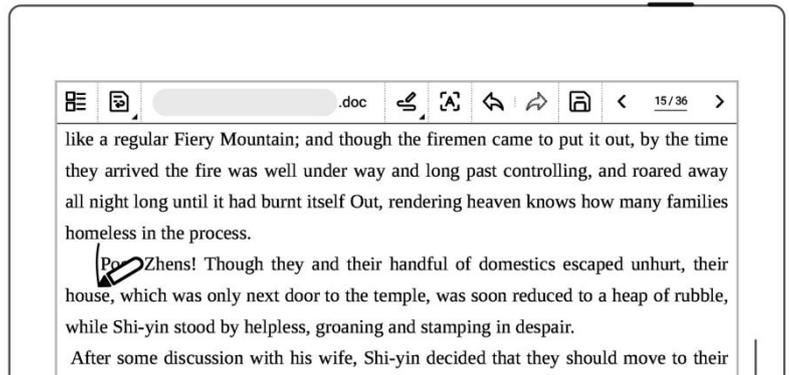 .doc
15/36
like a regular Fiery Mountain; and though the firemen came to put it out, by the time
they arrived the fire was well under way and long past controlling, and roared away
all night long until it had burnt itself Out, rendering heaven knows how many families
homeless in the process.
Zhens! Though they and their handful of domestics escaped unhurt, their
house, which was only next door to the temple, was soon reduced to a heap of rubble,
while Shi-yin stood by helpless, groaning and stamping in despair.
After some discussion with his wife, Shi-yin decided that they should move to their